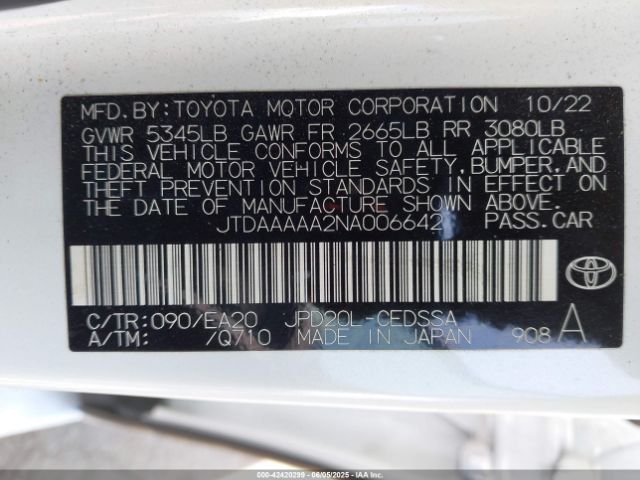 MFD.BY:TOYOTA MOTOR CORPORATION 10/22
GVWR 5345LB GAWR FR 2665LB RR 3080LB
THIS VEHICLE CONFORMS TO ALL APPLICABLE
FEDERAL MOTOR VEHICLE SAFETY,BUMPER,AND
THEFT PREVENTION STANDARDS IN EFFECT ON
THE DATE OF MANUFACTURE SHOWN ABOVE.
JTDAAAAA2NA006642 PASS.CAR
C/TR:090/EA20 JPD20L-CEDSSA
A/TM: /Q710 MADE IN JAPAN 908 A
000-42420299 - 06/05/2025 - IAAI.COM